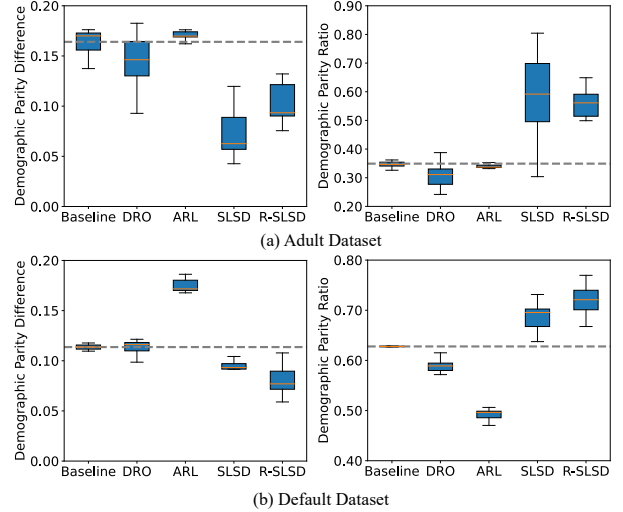 Demographic Parity Difference
0.20
0.15
0.10
0.05
0.00
Baseline DRO ARL SLSD R-SLSD
Demographic Parity Ratio
0.90
0.80
0.70
0.60
0.50
0.40
0.30
0.20
Baseline DRO ARL SLSD R-SLSD
(a) Adult Dataset
Demographic Parity Difference
0.20
0.15
0.10
0.05
0.00
Baseline DRO ARL SLSD R-SLSD
Demographic Parity Ratio
0.80
0.70
0.60
0.50
0.40
Baseline DRO ARL SLSD R-SLSD
(b) Default Dataset